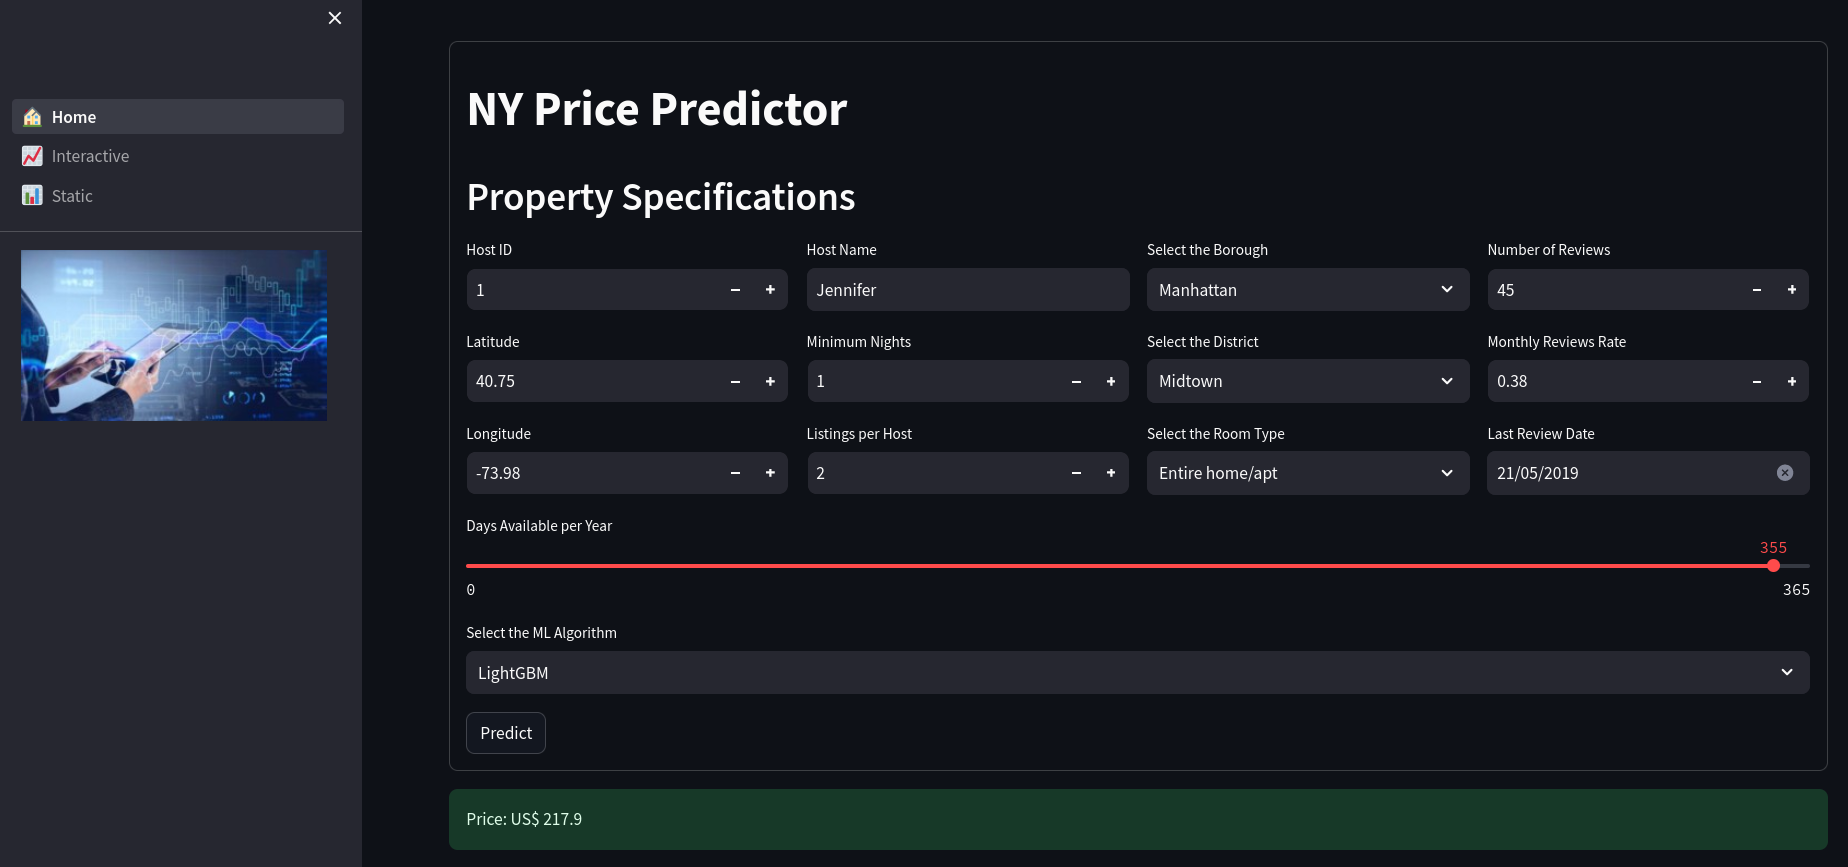 Home
Interactive
Static
NY Price Predictor
Property Specifications
Host ID
Host Name
Select the Borough
Number of Reviews
1
Jennifer
Manhattan
45
Latitude
Minimum Nights
Select the District
Monthly Reviews Rate
40.75
1
Midtown
0.38
Longitude
Listings per Host
Select the Room Type
Last Review Date
-73.98
2
Entire home/apt
21/05/2019
Days Available per Year
355
0
365
Select the ML Algorithm
LightGBM
Predict
Price: US$ 217.9